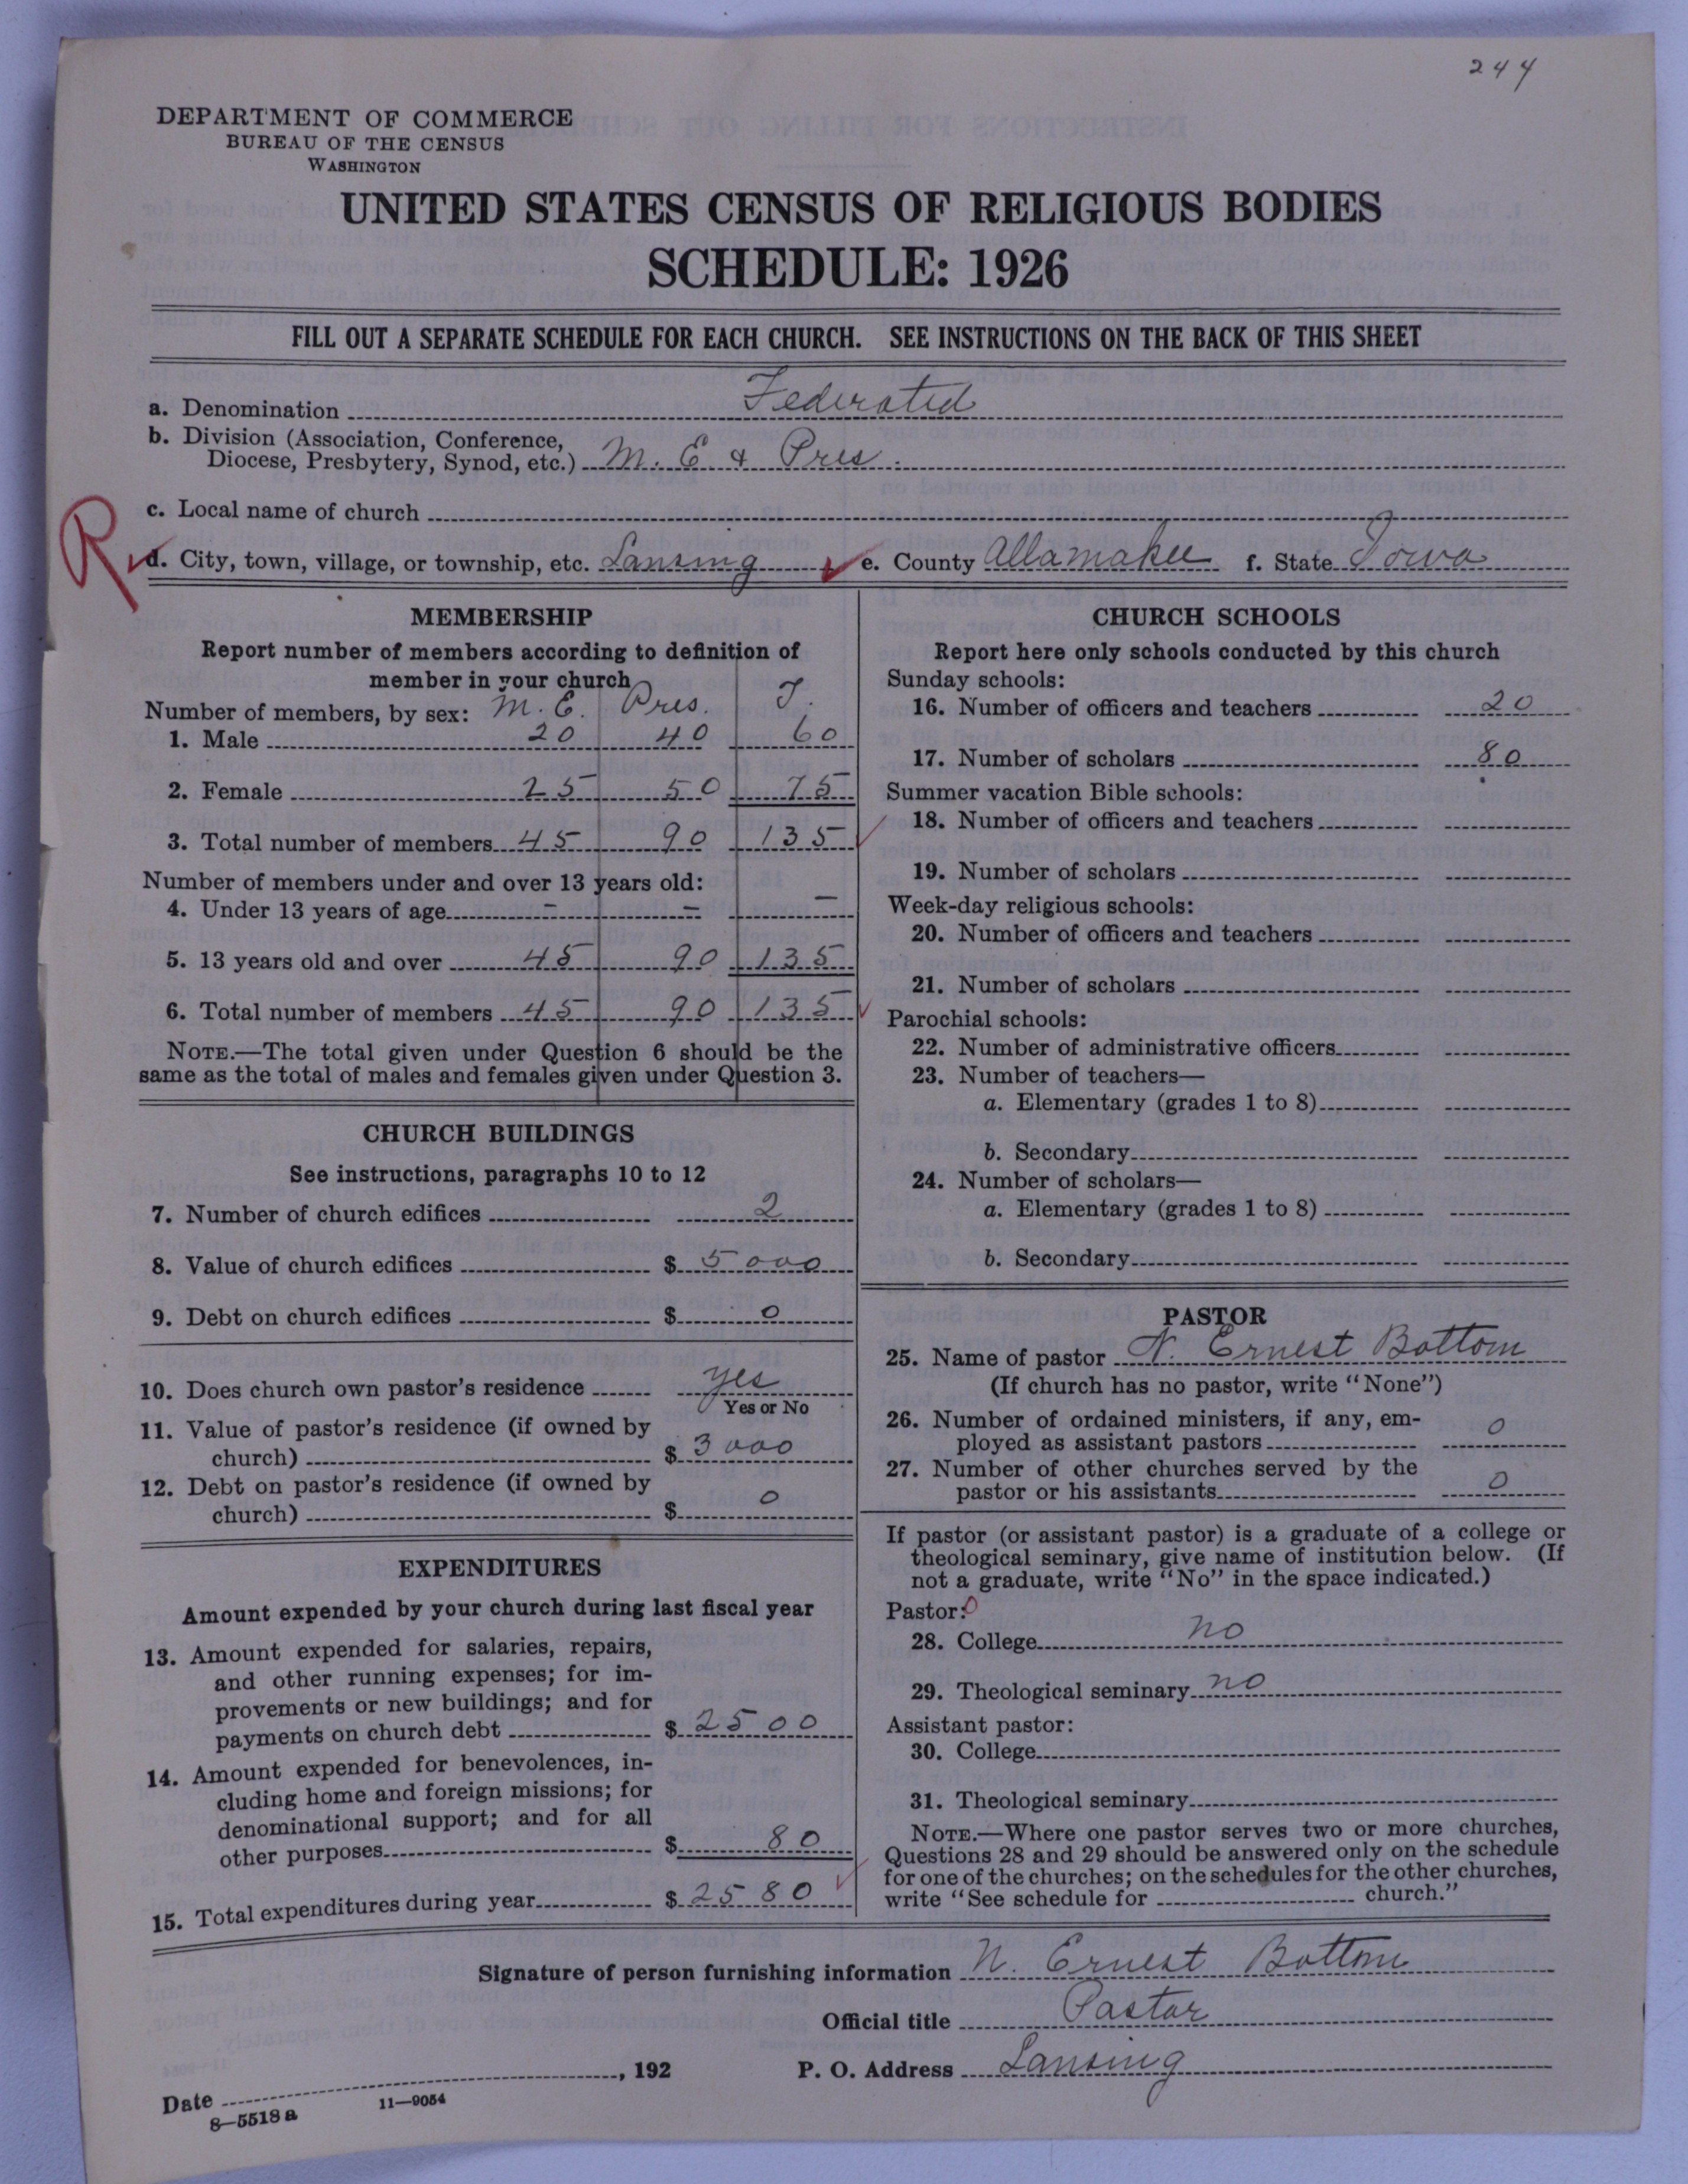 244
DEPARTMENT OF COMMERCE
BUREAU OF THE CENSUS
WASHINGTON
UNITED STATES CENSUS OF RELIGIOUS BODIES
SCHEDULE: 1926
FILL OUT A SEPARATE SCHEDULE FOR EACH CHURCH. SEE INSTRUCTIONS ON THE BACK OF THIS SHEET
a. Denomination Federated
b. Division (Association, Conference,
Diocese, Presbytery, Synod, etc.) M. E & Pres.
c. Local name of church
R d. City, town, village, or township, etc. Lansing e. County Allamakee f. State Iowa
MEMBERSHIP
Report number of members according to definition of
member in your church
Number of members, by sex: M. E. Pres. T.
1. Male 20 40 60
2. Female 25 50 75
3. Total number of members 45 90 135
Number of members under and over 13 years old:
4. Under 13 years of age - - -
5. 13 years old and over 45 90 135
6. Total number of members 45 90 135
NOTE.—The total given under Question 6 should be the
same as the total of males and females given under Question 3.
CHURCH BUILDINGS
See instructions, paragraphs 10 to 12
7. Number of church edifices 2
8. Value of church edifices $ 5000
9. Debt on church edifices $ 0
10. Does church own pastor's residence yes
Yes or No
11. Value of pastor's residence (if owned by
church) $ 3000
12. Debt on pastor's residence (if owned by
church) $ 0
EXPENDITURES
Amount expended by your church during last fiscal year
13. Amount expended for salaries, repairs,
and other running expenses; for im-
provements or new buildings; and for
payments on church debt $ 2500
14. Amount expended for benevolences, in-
cluding home and foreign missions; for
denominational support; and for all
other purposes $ 80
15. Total expenditures during year $ 2580
CHURCH SCHOOLS
Report here only schools conducted by this church
Sunday schools:
16. Number of officers and teachers 20
17. Number of scholars 80
Summer vacation Bible schools:
18. Number of officers and teachers
19. Number of scholars
Week-day religious schools:
20. Number of officers and teachers
21. Number of scholars
Parochial schools:
22. Number of administrative officers
23. Number of teachers—
a. Elementary (grades 1 to 8)
b. Secondary
24. Number of scholars—
a. Elementary (grades 1 to 8)
b. Secondary
PASTOR
25. Name of pastor N. Ernest Bottom
(If church has no pastor, write "None")
26. Number of ordained ministers, if any, em-
ployed as assistant pastors 0
27. Number of other churches served by the
pastor or his assistants 0
If pastor (or assistant pastor) is a graduate of a college or
theological seminary, give name of institution below. (If
not a graduate, write "No" in the space indicated.)
Pastor: 0
28. College no
29. Theological seminary no
Assistant pastor:
30. College
31. Theological seminary
NOTE.—Where one pastor serves two or more churches,
Questions 28 and 29 should be answered only on the schedule
for one of the churches; on the schedules for the other churches,
write "See schedule for church."
Signature of person furnishing information N. Ernest Bottom
Official title Pastor
Date , 192 P. O. Address Lansing
8—5518 a 11—9054